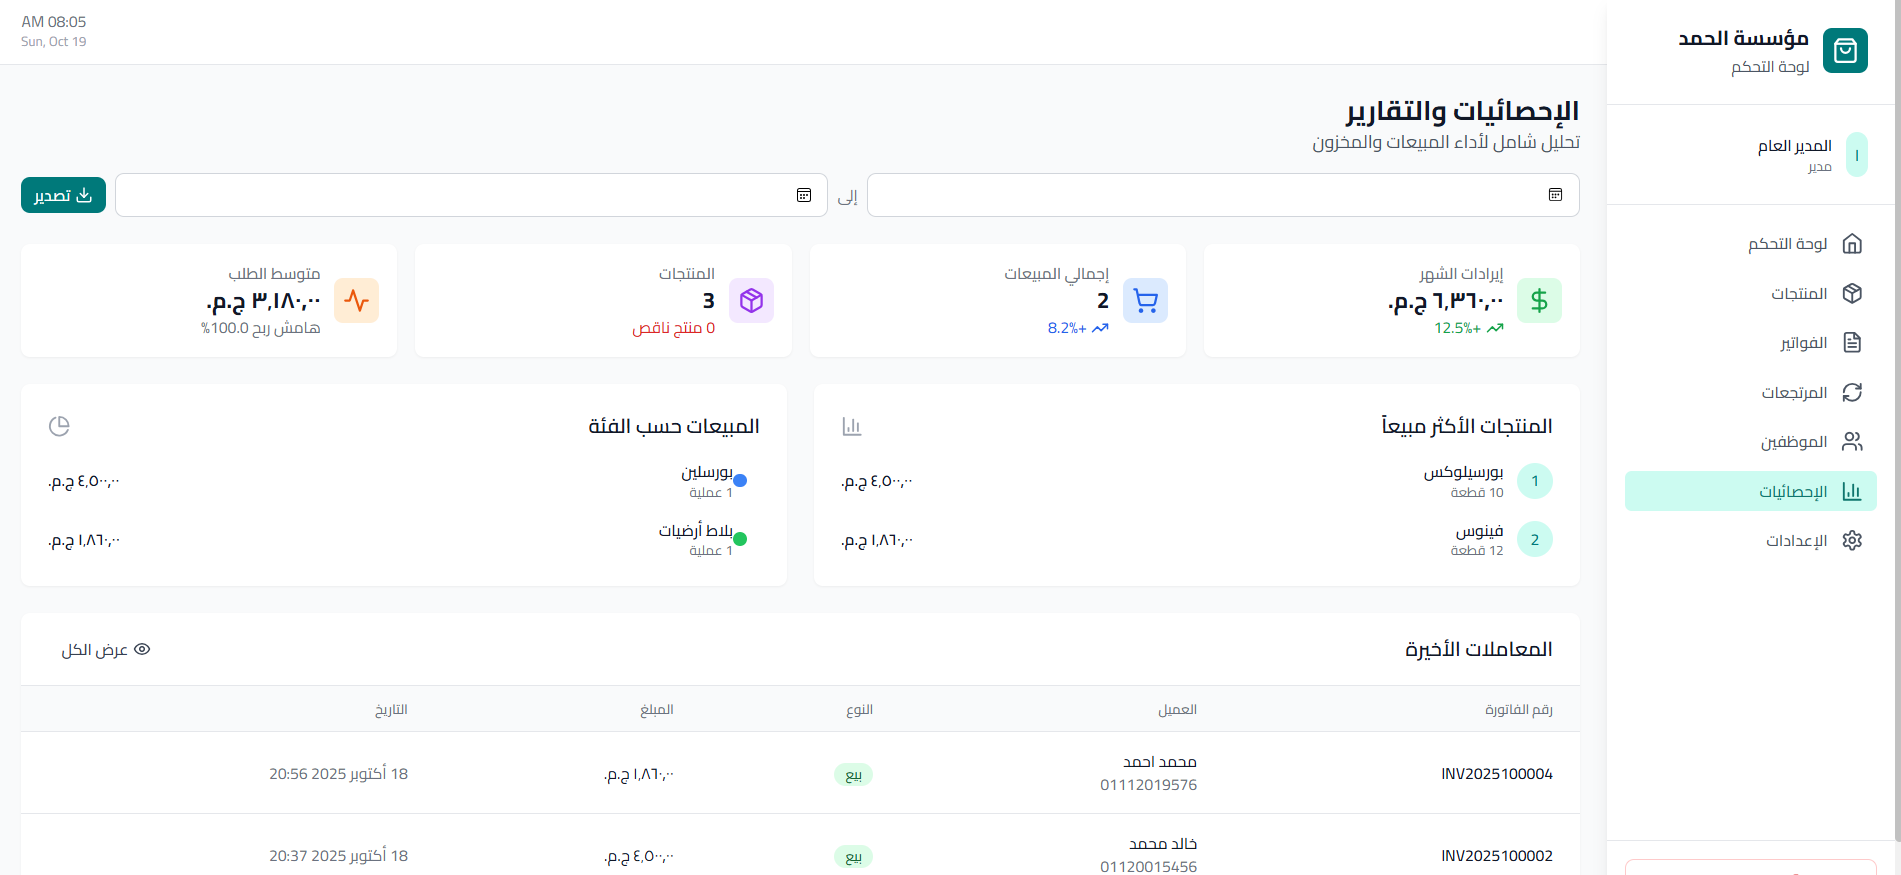 مؤسسة الحمد
لوحة التحكم
ا
المدير العام
مدير
لوحة التحكم
المنتجات
الفواتير
المرتجعات
الموظفين
الإحصائيات
الإعدادات
08:05 AM
Sun, Oct 19
الإحصائيات والتقارير
تحليل شامل لأداء المبيعات والمخزون
إلى
تصدير
إيرادات الشهر
٦,٣٦٠,٠٠ ج.م.
+12.5%
إجمالي المبيعات
2
+8.2%
المنتجات
3
0 منتج ناقص
متوسط الطلب
٣,١٨٠,٠٠ ج.م.
هامش ربح 100.0%
المنتجات الأكثر مبيعاً
1
بورسيلوكس
10 قطعة
٤,٥٠٠,٠٠ ج.م.
2
فينوس
12 قطعة
١,٨٦٠,٠٠ ج.م.
المبيعات حسب الفئة
بورسلين
1 عملية
٤,٥٠٠,٠٠ ج.م.
بلاط أرضيات
1 عملية
١,٨٦٠,٠٠ ج.م.
المعاملات الأخيرة
عرض الكل
رقم الفاتورة العميل النوع المبلغ التاريخ
INV2025100004
محمد احمد
01112019576
بيع
١,٨٦٠,٠٠ ج.م.
18 أكتوبر 2025 20:56
INV2025100002
خالد محمد
01120015456
بيع
٤,٥٠٠,٠٠ ج.م.
18 أكتوبر 2025 20:37